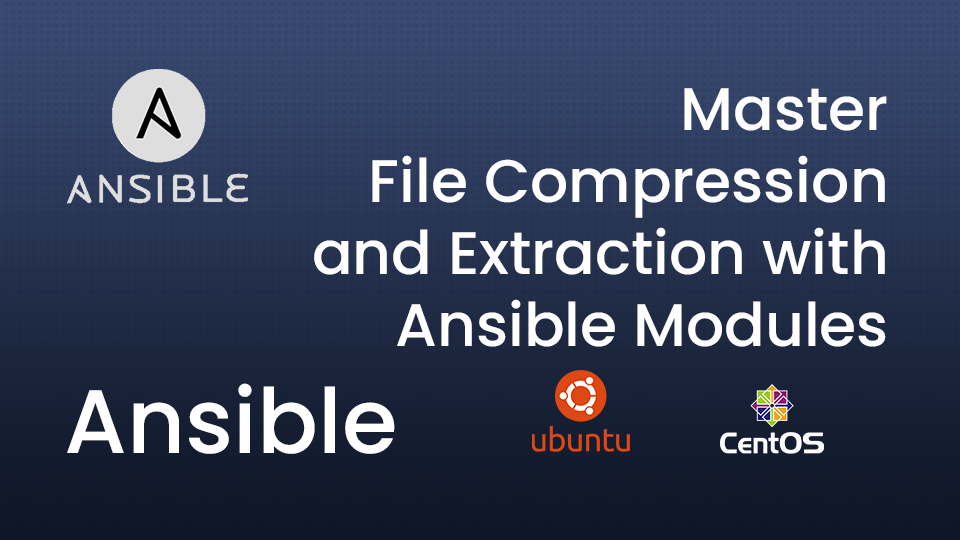 ANSIBLE
Master
File Compression
and Extraction with
Ansible Modules
Ansible
ubuntu
CentOS